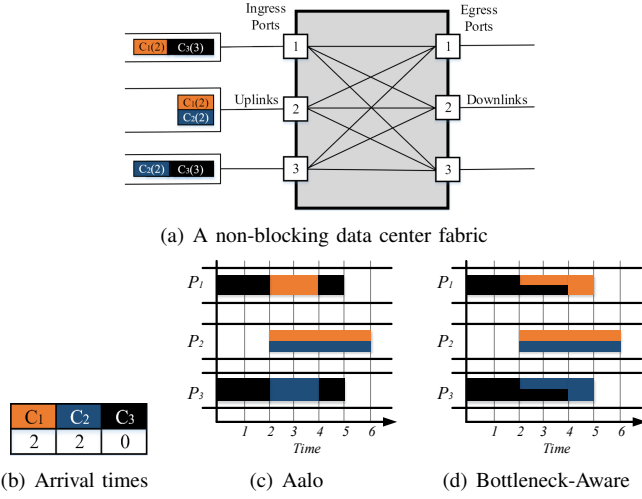 Ingress
Ports
Egress
Ports
C1(2) C3(3)
1
1
C1(2)
C2(2)
Uplinks
2
2
Downlinks
C2(2) C3(3)
3
3
(a) A non-blocking data center fabric
P1
P2
P3
1 2 3 4 5 6
Time
P1
P2
P3
1 2 3 4 5 6
Time
C1 C2 C3
2 2 0
(b) Arrival times
(c) Aalo
(d) Bottleneck-Aware